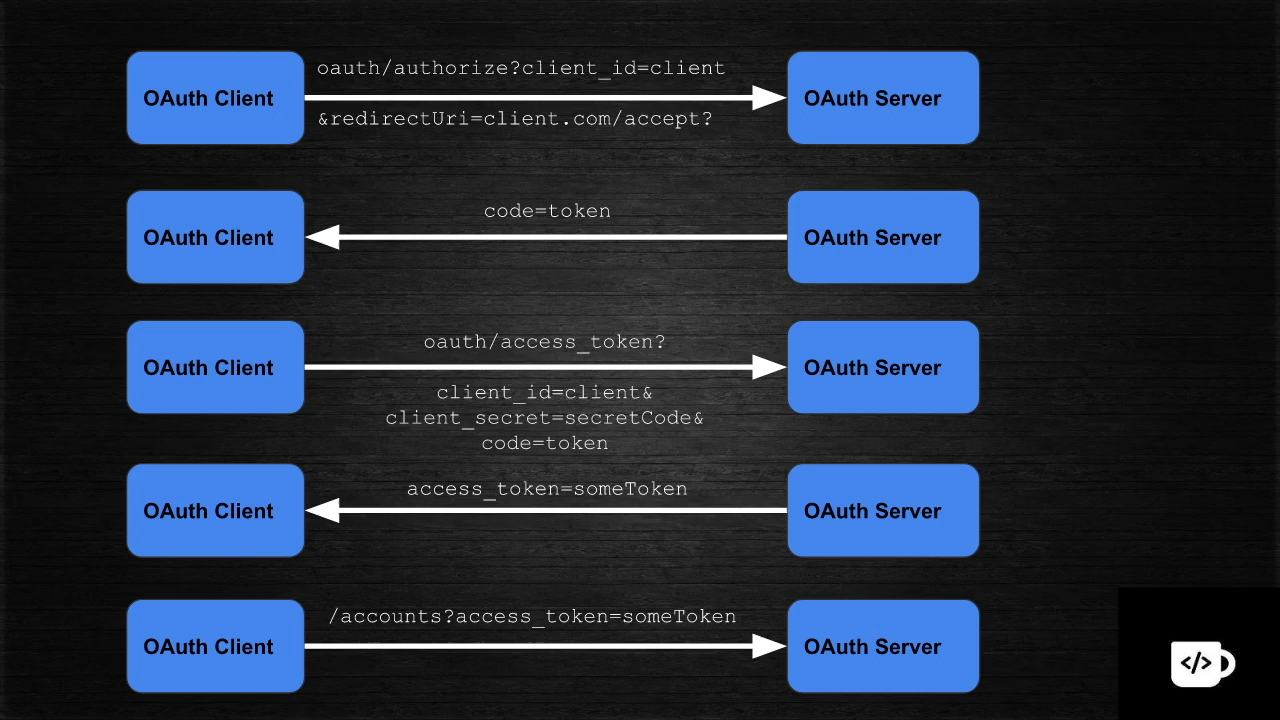 OAuth Client
oauth/authorize?client_id=client
&redirectUri=client.com/accept?
OAuth Server
OAuth Client
code=token
OAuth Server
OAuth Client
oauth/access_token?
client_id=client&
client_secret=secretCode&
code=token
OAuth Server
OAuth Client
access_token=someToken
OAuth Server
OAuth Client
/accounts?access_token=someToken
OAuth Server
</>